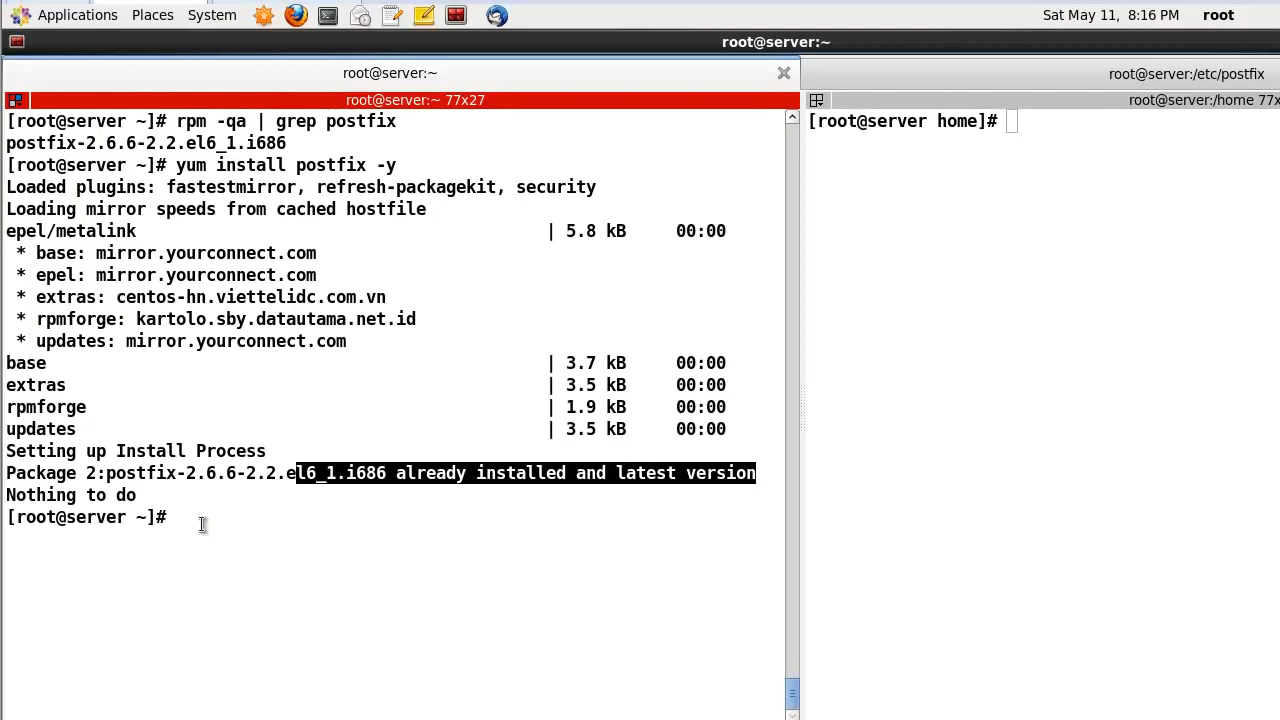 Applications Places System Sat May 11, 8:16 PM root
root@server:~
root@server:~ root@server:/etc/postfix
root@server:~ 77x27 root@server:/home 77x
[root@server ~]# rpm -qa | grep postfix
postfix-2.6.6-2.2.el6_1.i686
[root@server ~]# yum install postfix -y
Loaded plugins: fastestmirror, refresh-packagekit, security
Loading mirror speeds from cached hostfile
epel/metalink | 5.8 kB 00:00
* base: mirror.yourconnect.com
* epel: mirror.yourconnect.com
* extras: centos-hn.viettelidc.com.vn
* rpmforge: kartolo.sby.datautama.net.id
* updates: mirror.yourconnect.com
base | 3.7 kB 00:00
extras | 3.5 kB 00:00
rpmforge | 1.9 kB 00:00
updates | 3.5 kB 00:00
Setting up Install Process
Package 2:postfix-2.6.6-2.2.el6_1.i686 already installed and latest version
Nothing to do
[root@server ~]#
[root@server home]#